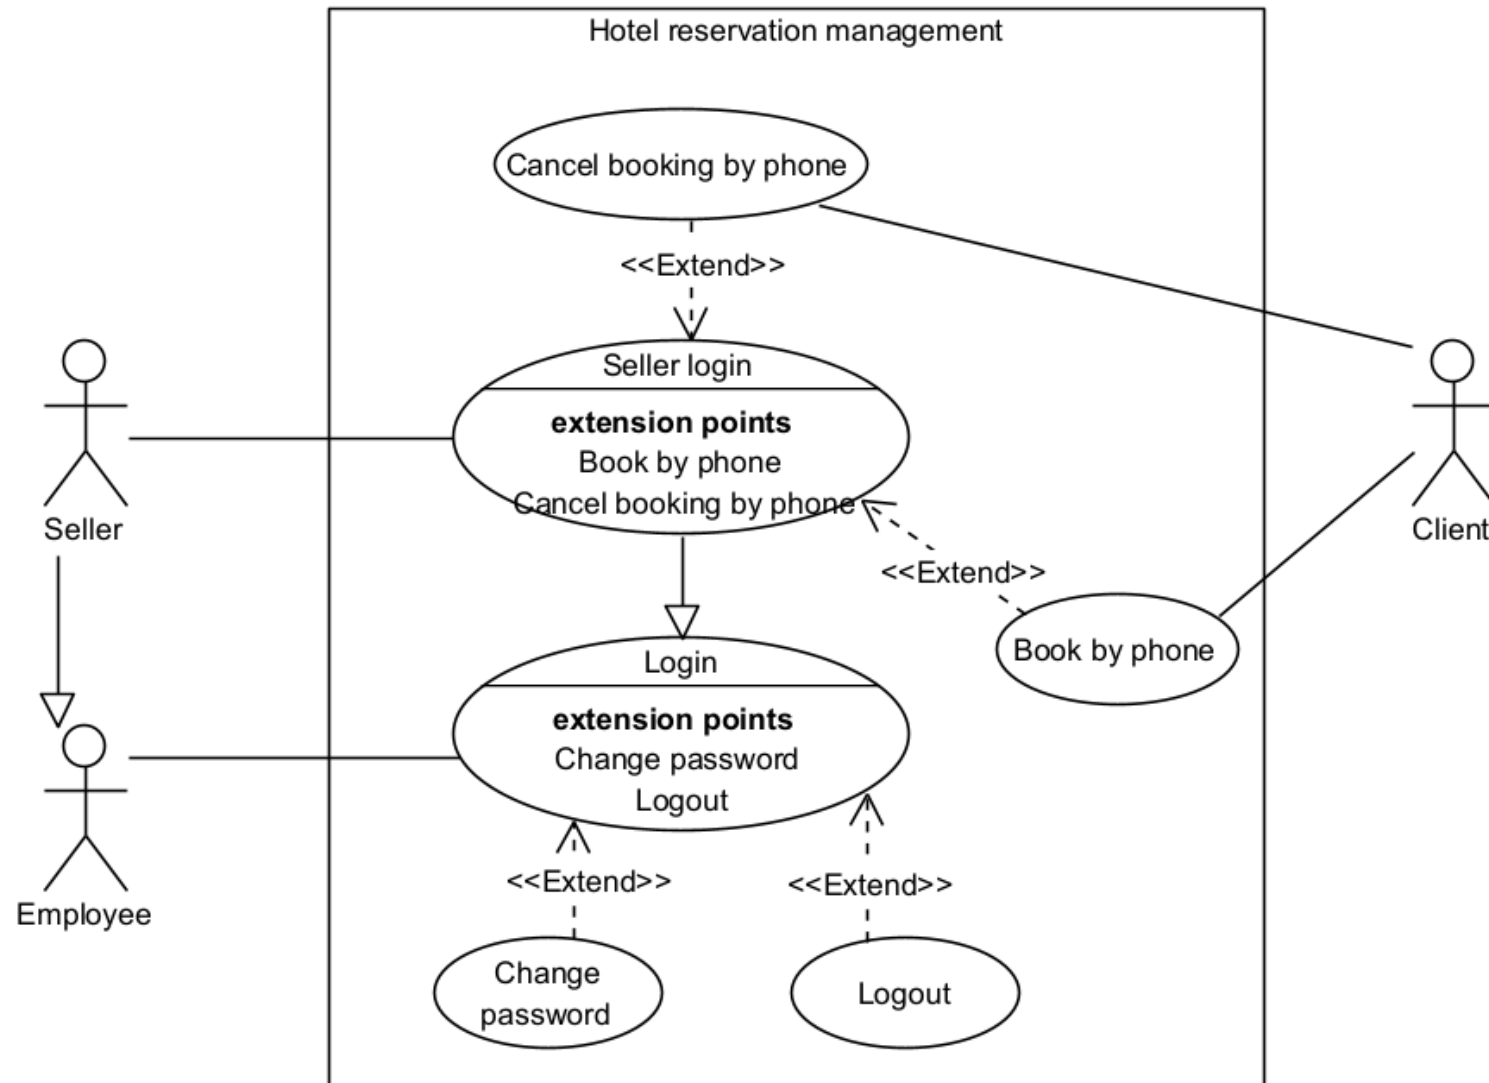 Hotel reservation management
Cancel booking by phone
<<Extend>>
Seller login
extension points
Book by phone
Cancel booking by phone
Seller
Client
<<Extend>>
Book by phone
Login
extension points
Change password
Logout
<<Extend>>
<<Extend>>
Employee
Change
password
Logout